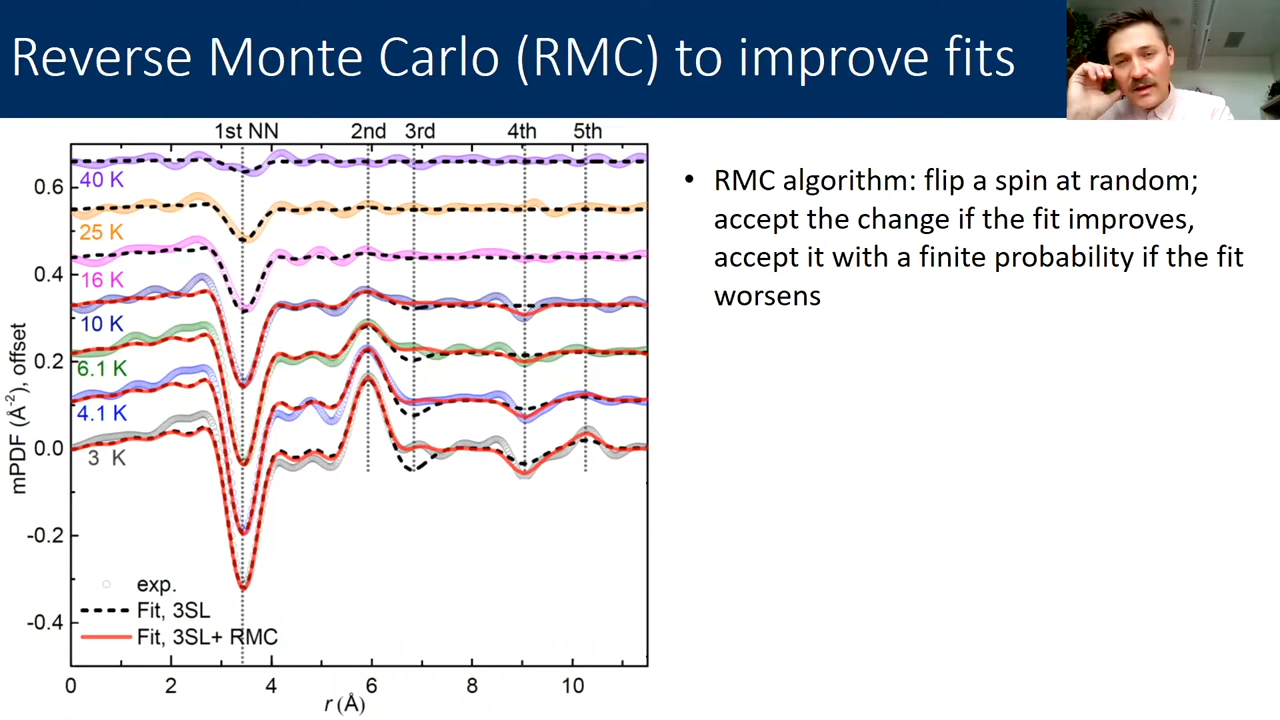 Reverse Monte Carlo (RMC) to improve fits
1st NN 2nd 3rd 4th 5th
40 K
25 K
16 K
10 K
6.1 K
4.1 K
3 K
0.6
0.4
0.2
0.0
-0.2
-0.4
mPDF (Å⁻²), offset
exp.
Fit, 3SL
Fit, 3SL+ RMC
0 2 4 6 8 10
r (Å)
• RMC algorithm: flip a spin at random;
accept the change if the fit improves,
accept it with a finite probability if the fit
worsens